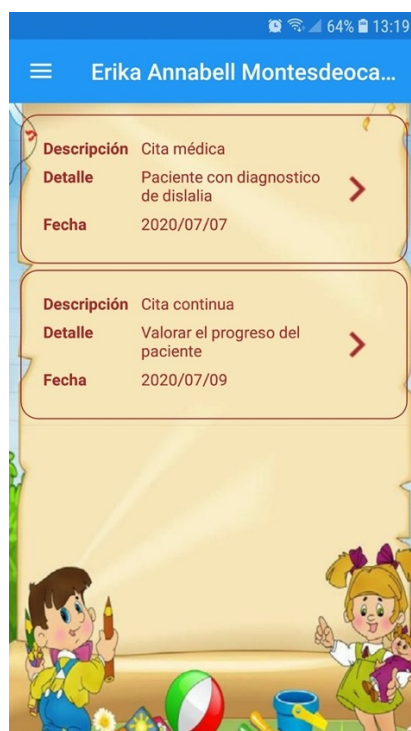 64% 13:19
Erika Annabell Montesdeoca...
Descripción Cita médica
Detalle Paciente con diagnostico
de dislalia
Fecha 2020/07/07
Descripción Cita continua
Detalle Valorar el progreso del
paciente
Fecha 2020/07/09